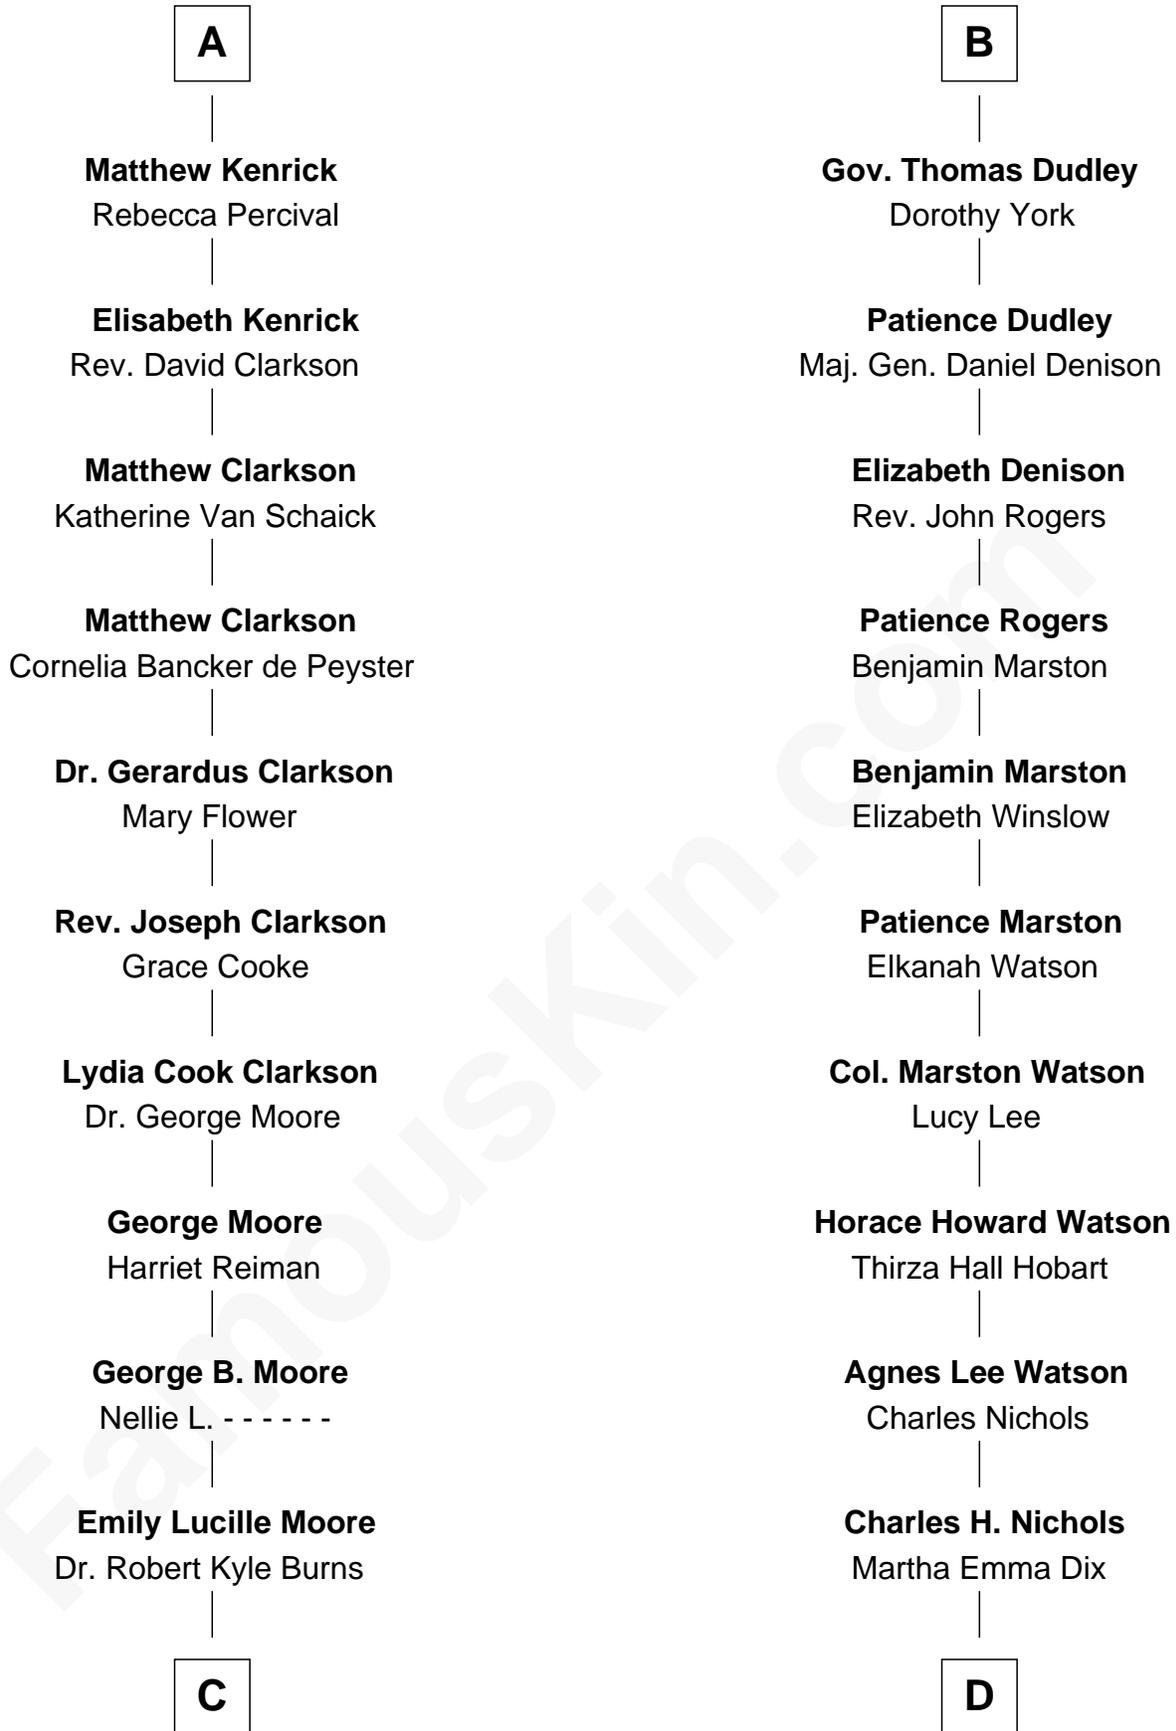 A
Matthew Kenrick
Rebecca Percival
Elisabeth Kenrick
Rev. David Clarkson
Matthew Clarkson
Katherine Van Schaick
Matthew Clarkson
Cornelia Bancker de Peyster
Dr. Gerardus Clarkson
Mary Flower
Rev. Joseph Clarkson
Grace Cooke
Lydia Cook Clarkson
Dr. George Moore
George Moore
Harriet Reiman
George B. Moore
Nellie L. - - - - - -
Emily Lucille Moore
Dr. Robert Kyle Burns
C
B
Gov. Thomas Dudley
Dorothy York
Patience Dudley
Maj. Gen. Daniel Denison
Elizabeth Denison
Rev. John Rogers
Patience Rogers
Benjamin Marston
Benjamin Marston
Elizabeth Winslow
Patience Marston
Elkanah Watson
Col. Marston Watson
Lucy Lee
Horace Howard Watson
Thirza Hall Hobart
Agnes Lee Watson
Charles Nichols
Charles H. Nichols
Martha Emma Dix
D
FamousKin.com